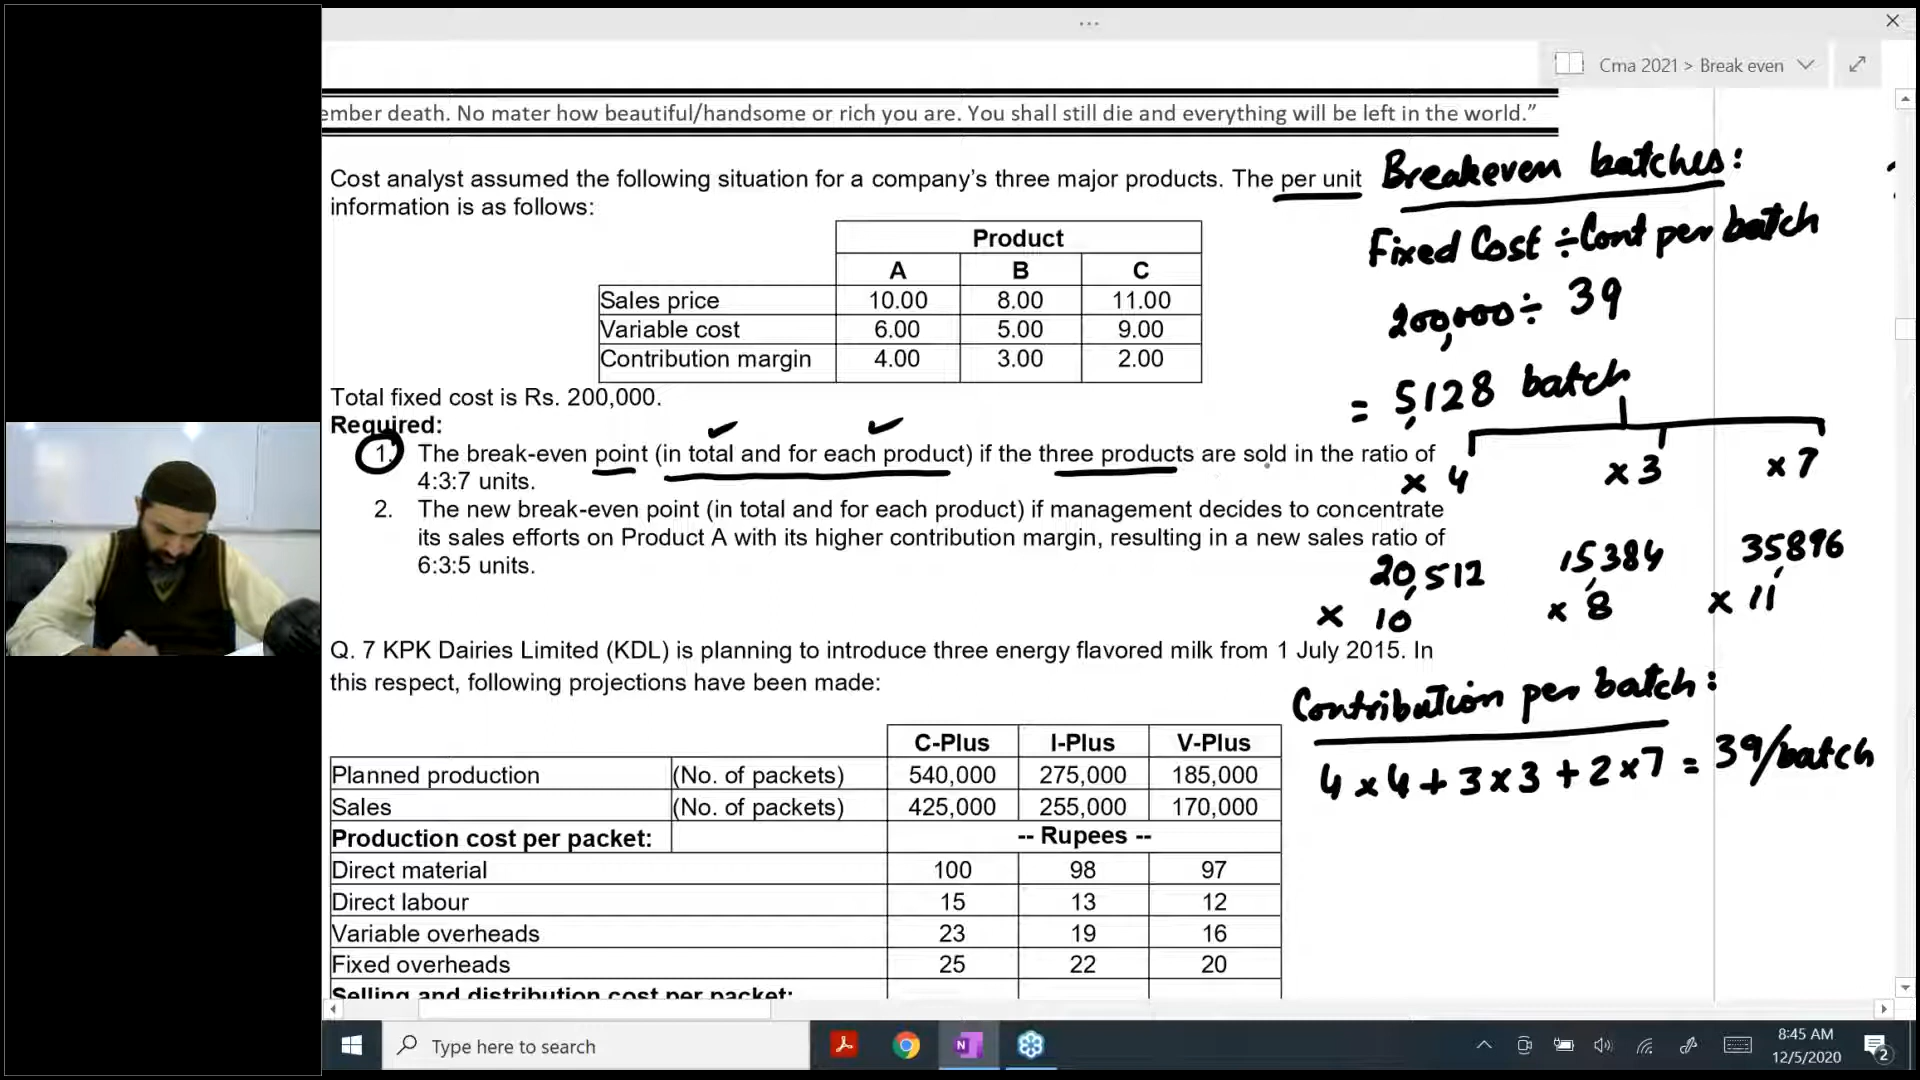 Cma 2021 > Break even
ember death. No mater how beautiful/handsome or rich you are. You shall still die and everything will be left in the world.”
Cost analyst assumed the following situation for a company’s three major products. The per unit
information is as follows:
Product
A B C
Sales price 10.00 8.00 11.00
Variable cost 6.00 5.00 9.00
Contribution margin 4.00 3.00 2.00
Total fixed cost is Rs. 200,000.
Required:
1. The break-even point (in total and for each product) if the three products are sold in the ratio of
4:3:7 units.
2. The new break-even point (in total and for each product) if management decides to concentrate
its sales efforts on Product A with its higher contribution margin, resulting in a new sales ratio of
6:3:5 units.
Q. 7 KPK Dairies Limited (KDL) is planning to introduce three energy flavored milk from 1 July 2015. In
this respect, following projections have been made:
C-Plus I-Plus V-Plus
Planned production (No. of packets) 540,000 275,000 185,000
Sales (No. of packets) 425,000 255,000 170,000
Production cost per packet: -- Rupees --
Direct material 100 98 97
Direct labour 15 13 12
Variable overheads 23 19 16
Fixed overheads 25 22 20
Selling and distribution cost per packet:
Breakeven batches:
Fixed Cost ÷ Cont per batch
200,000 ÷ 39
= 5,128 batch
x 4 x 3 x 7
20,512 15,384 35,896
x 10 x 8 x 11
Contribution per batch:
4 x 4 + 3 x 3 + 2 x 7 = 39/batch
Type here to search
8:45 AM
12/5/2020
2